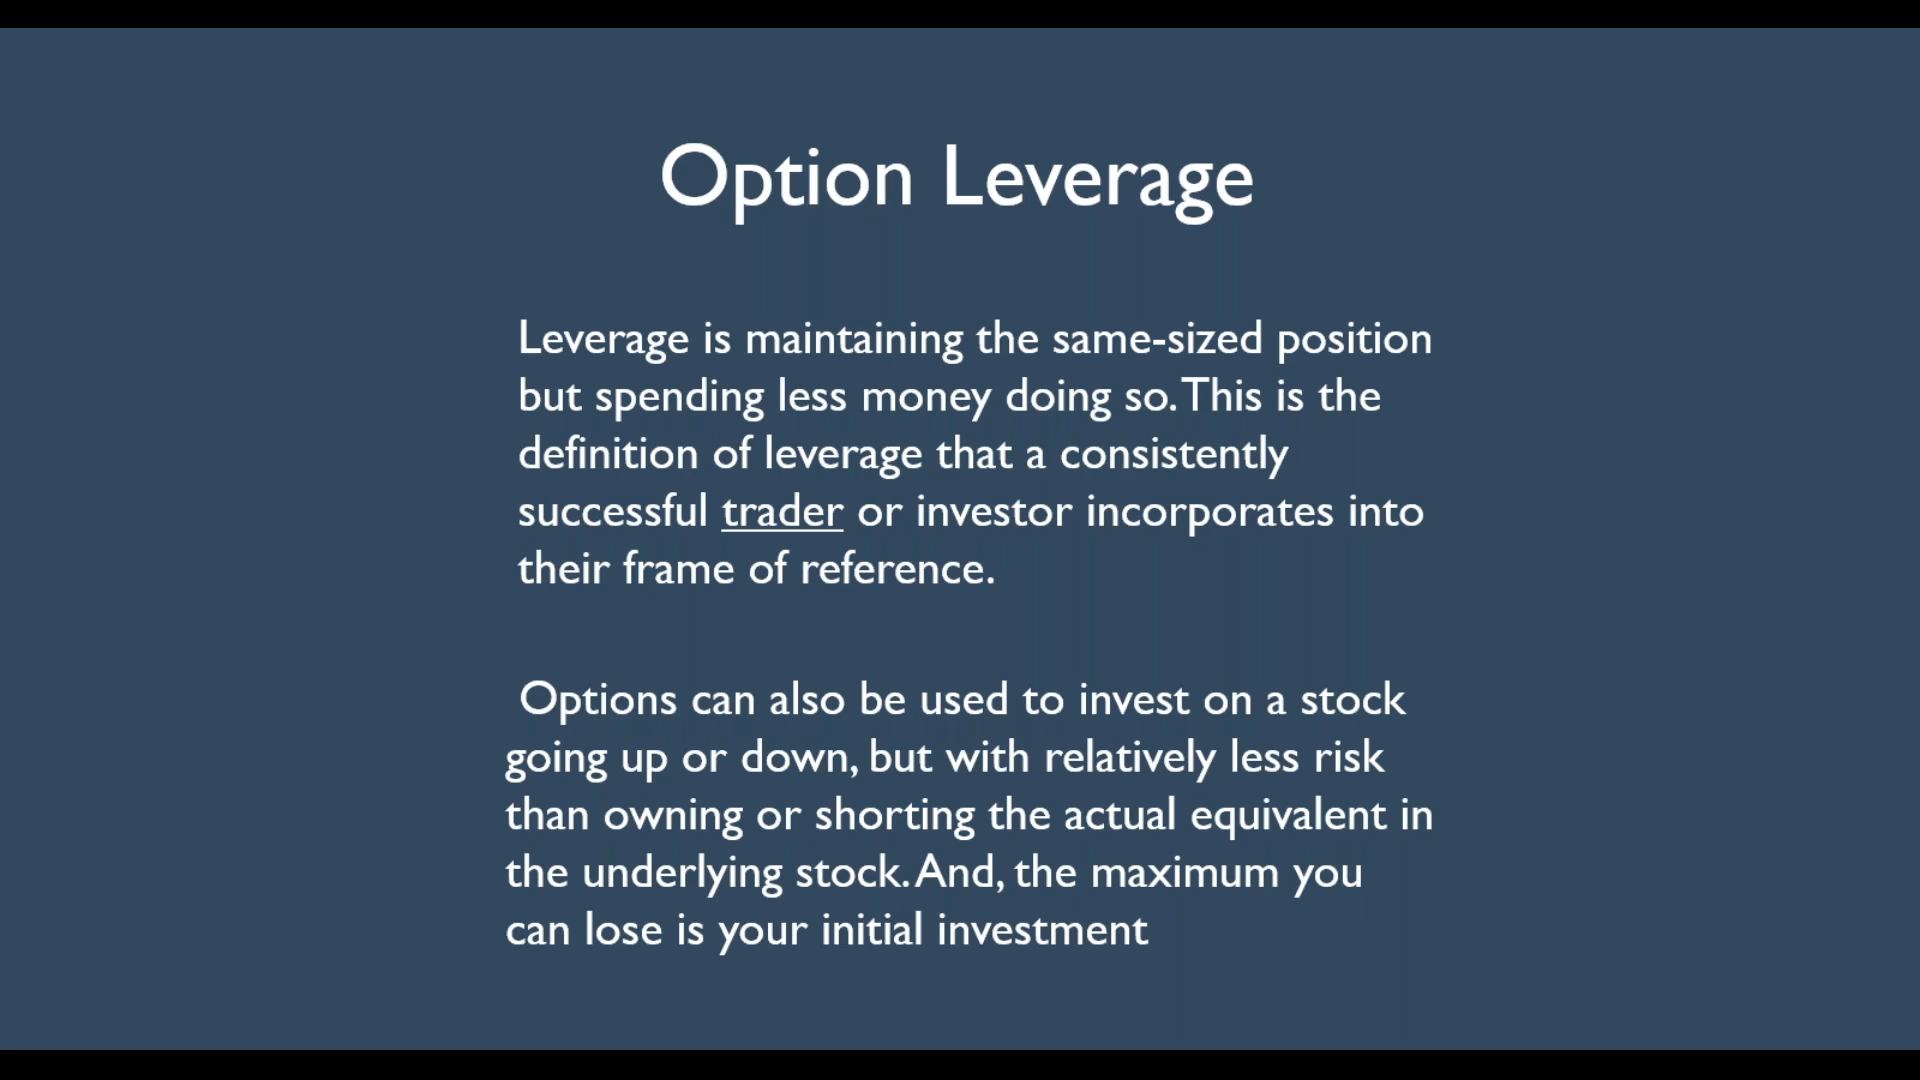 Option Leverage
Leverage is maintaining the same-sized position
but spending less money doing so. This is the
definition of leverage that a consistently
successful trader or investor incorporates into
their frame of reference.
Options can also be used to invest on a stock
going up or down, but with relatively less risk
than owning or shorting the actual equivalent in
the underlying stock. And, the maximum you
can lose is your initial investment